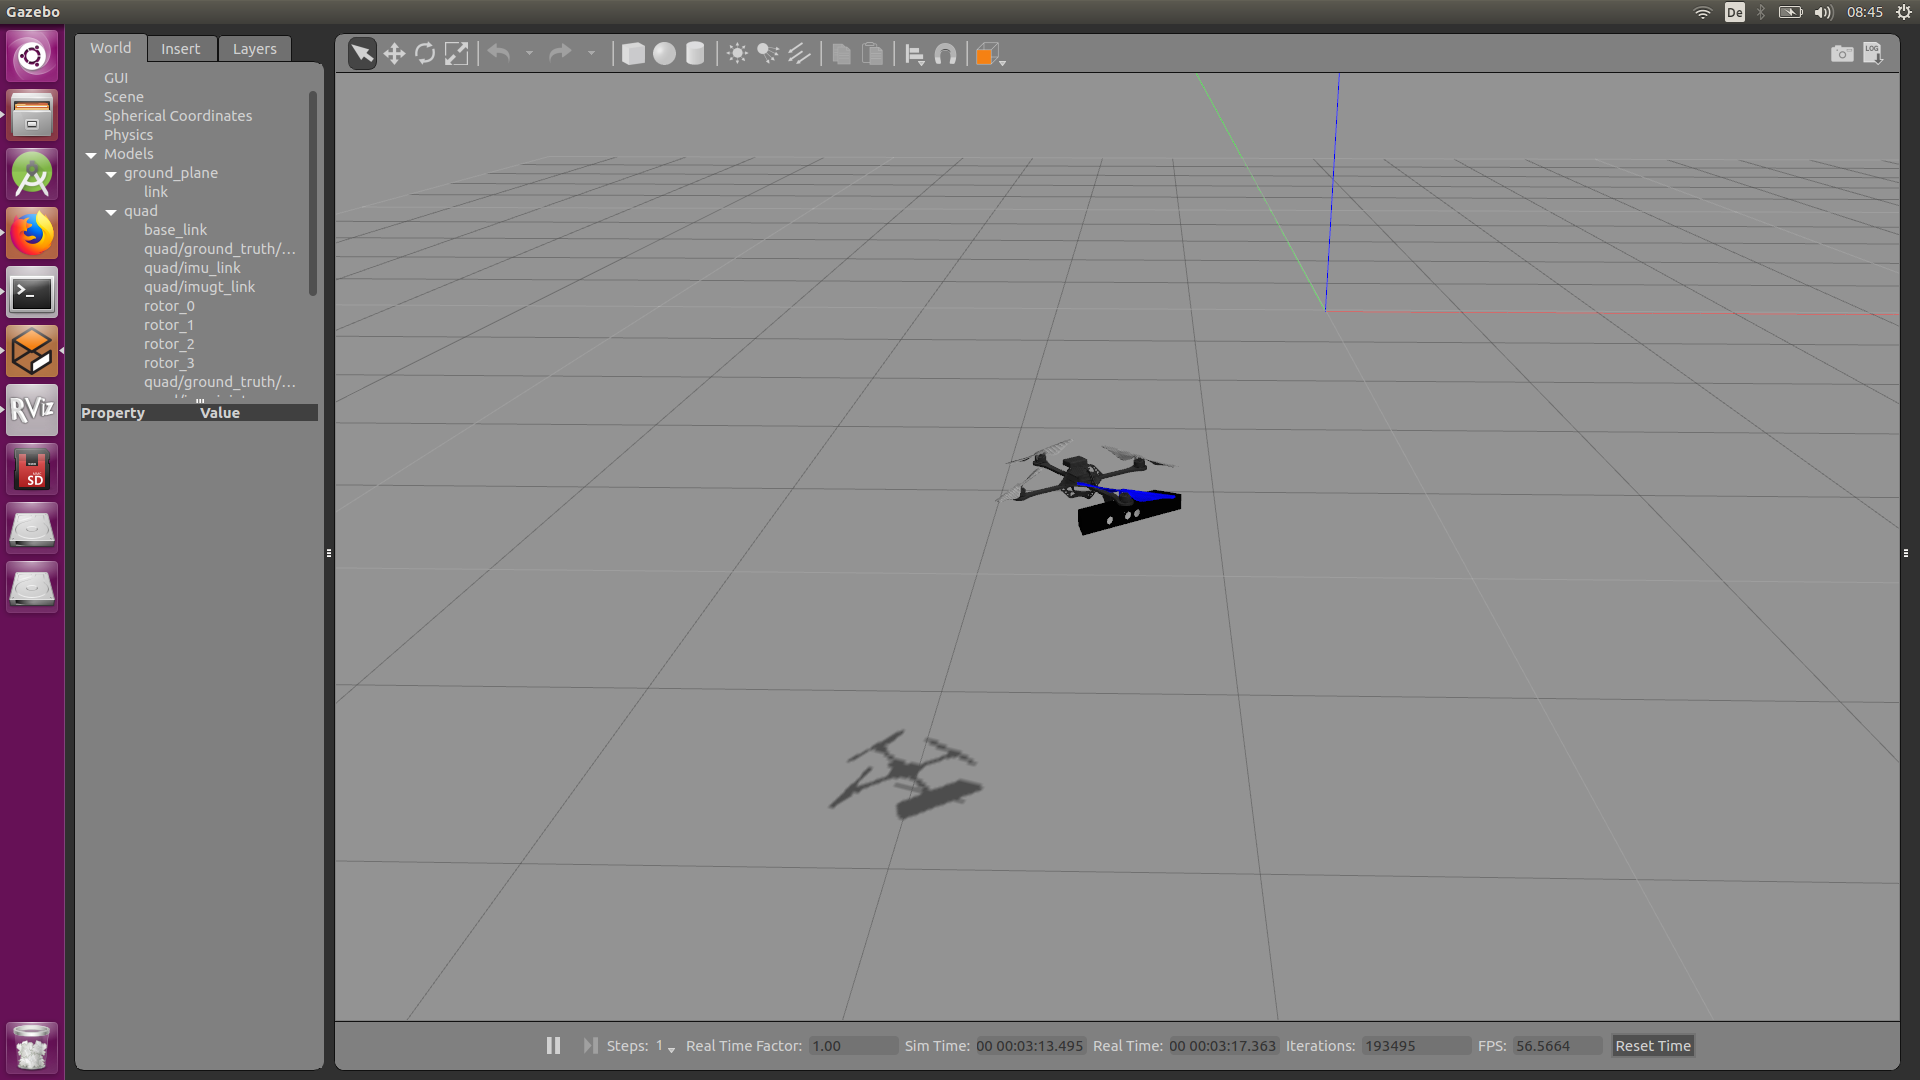 Gazebo
De
08:45
World
Insert
Layers
LOG
GUI
Scene
Spherical Coordinates
Physics
Models
ground_plane
link
quad
base_link
quad/ground_truth/...
quad/imu_link
quad/imugt_link
rotor_0
rotor_1
rotor_2
rotor_3
quad/ground_truth/...
Property Value
RViz
SD
Steps: 1 Real Time Factor: 1.00 Sim Time: 00 00:03:13.495 Real Time: 00 00:03:17.363 Iterations: 193495 FPS: 56.5664 Reset Time